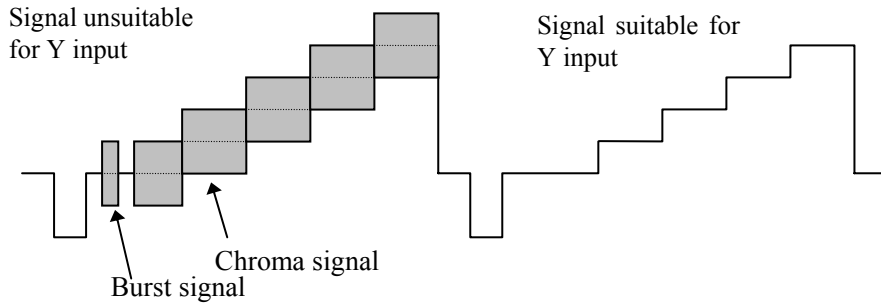 Signal unsuitable
for Y input
Signal suitable for
Y input
Chroma signal
Burst signal